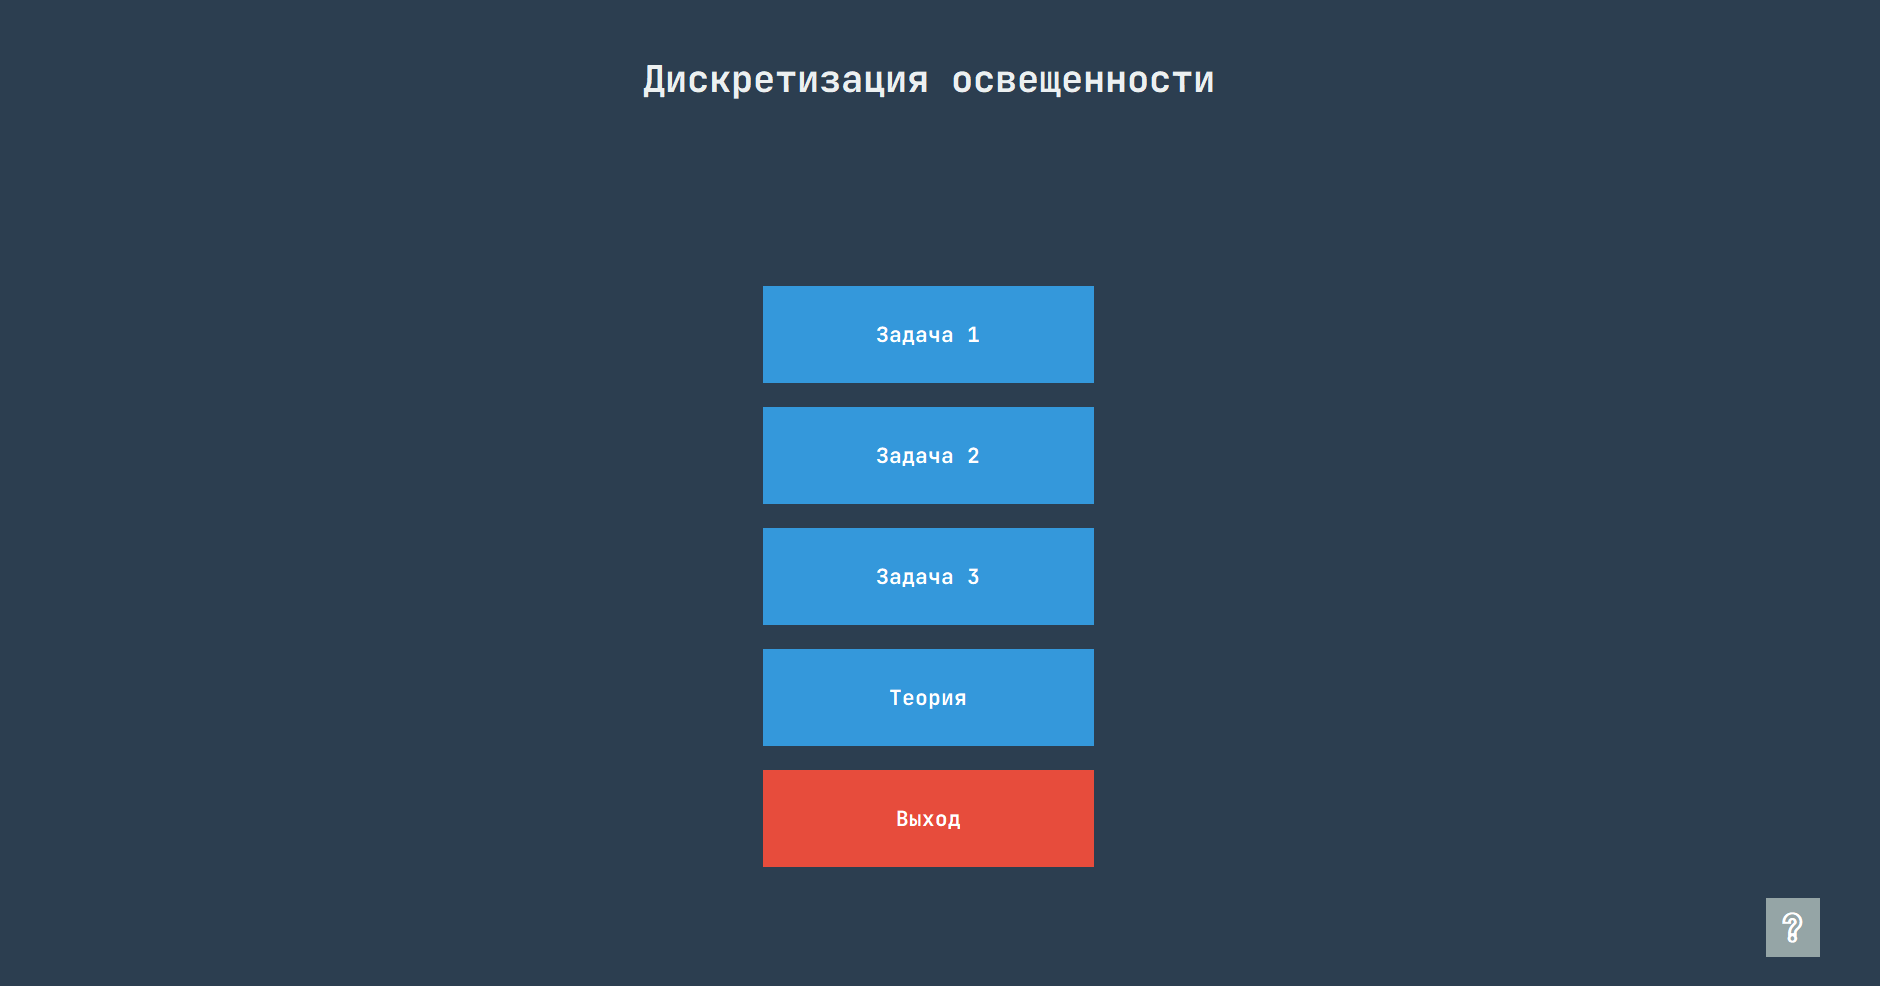 Дискретизация освещенности
Задача 1
Задача 2
Задача 3
Теория
Выход
?